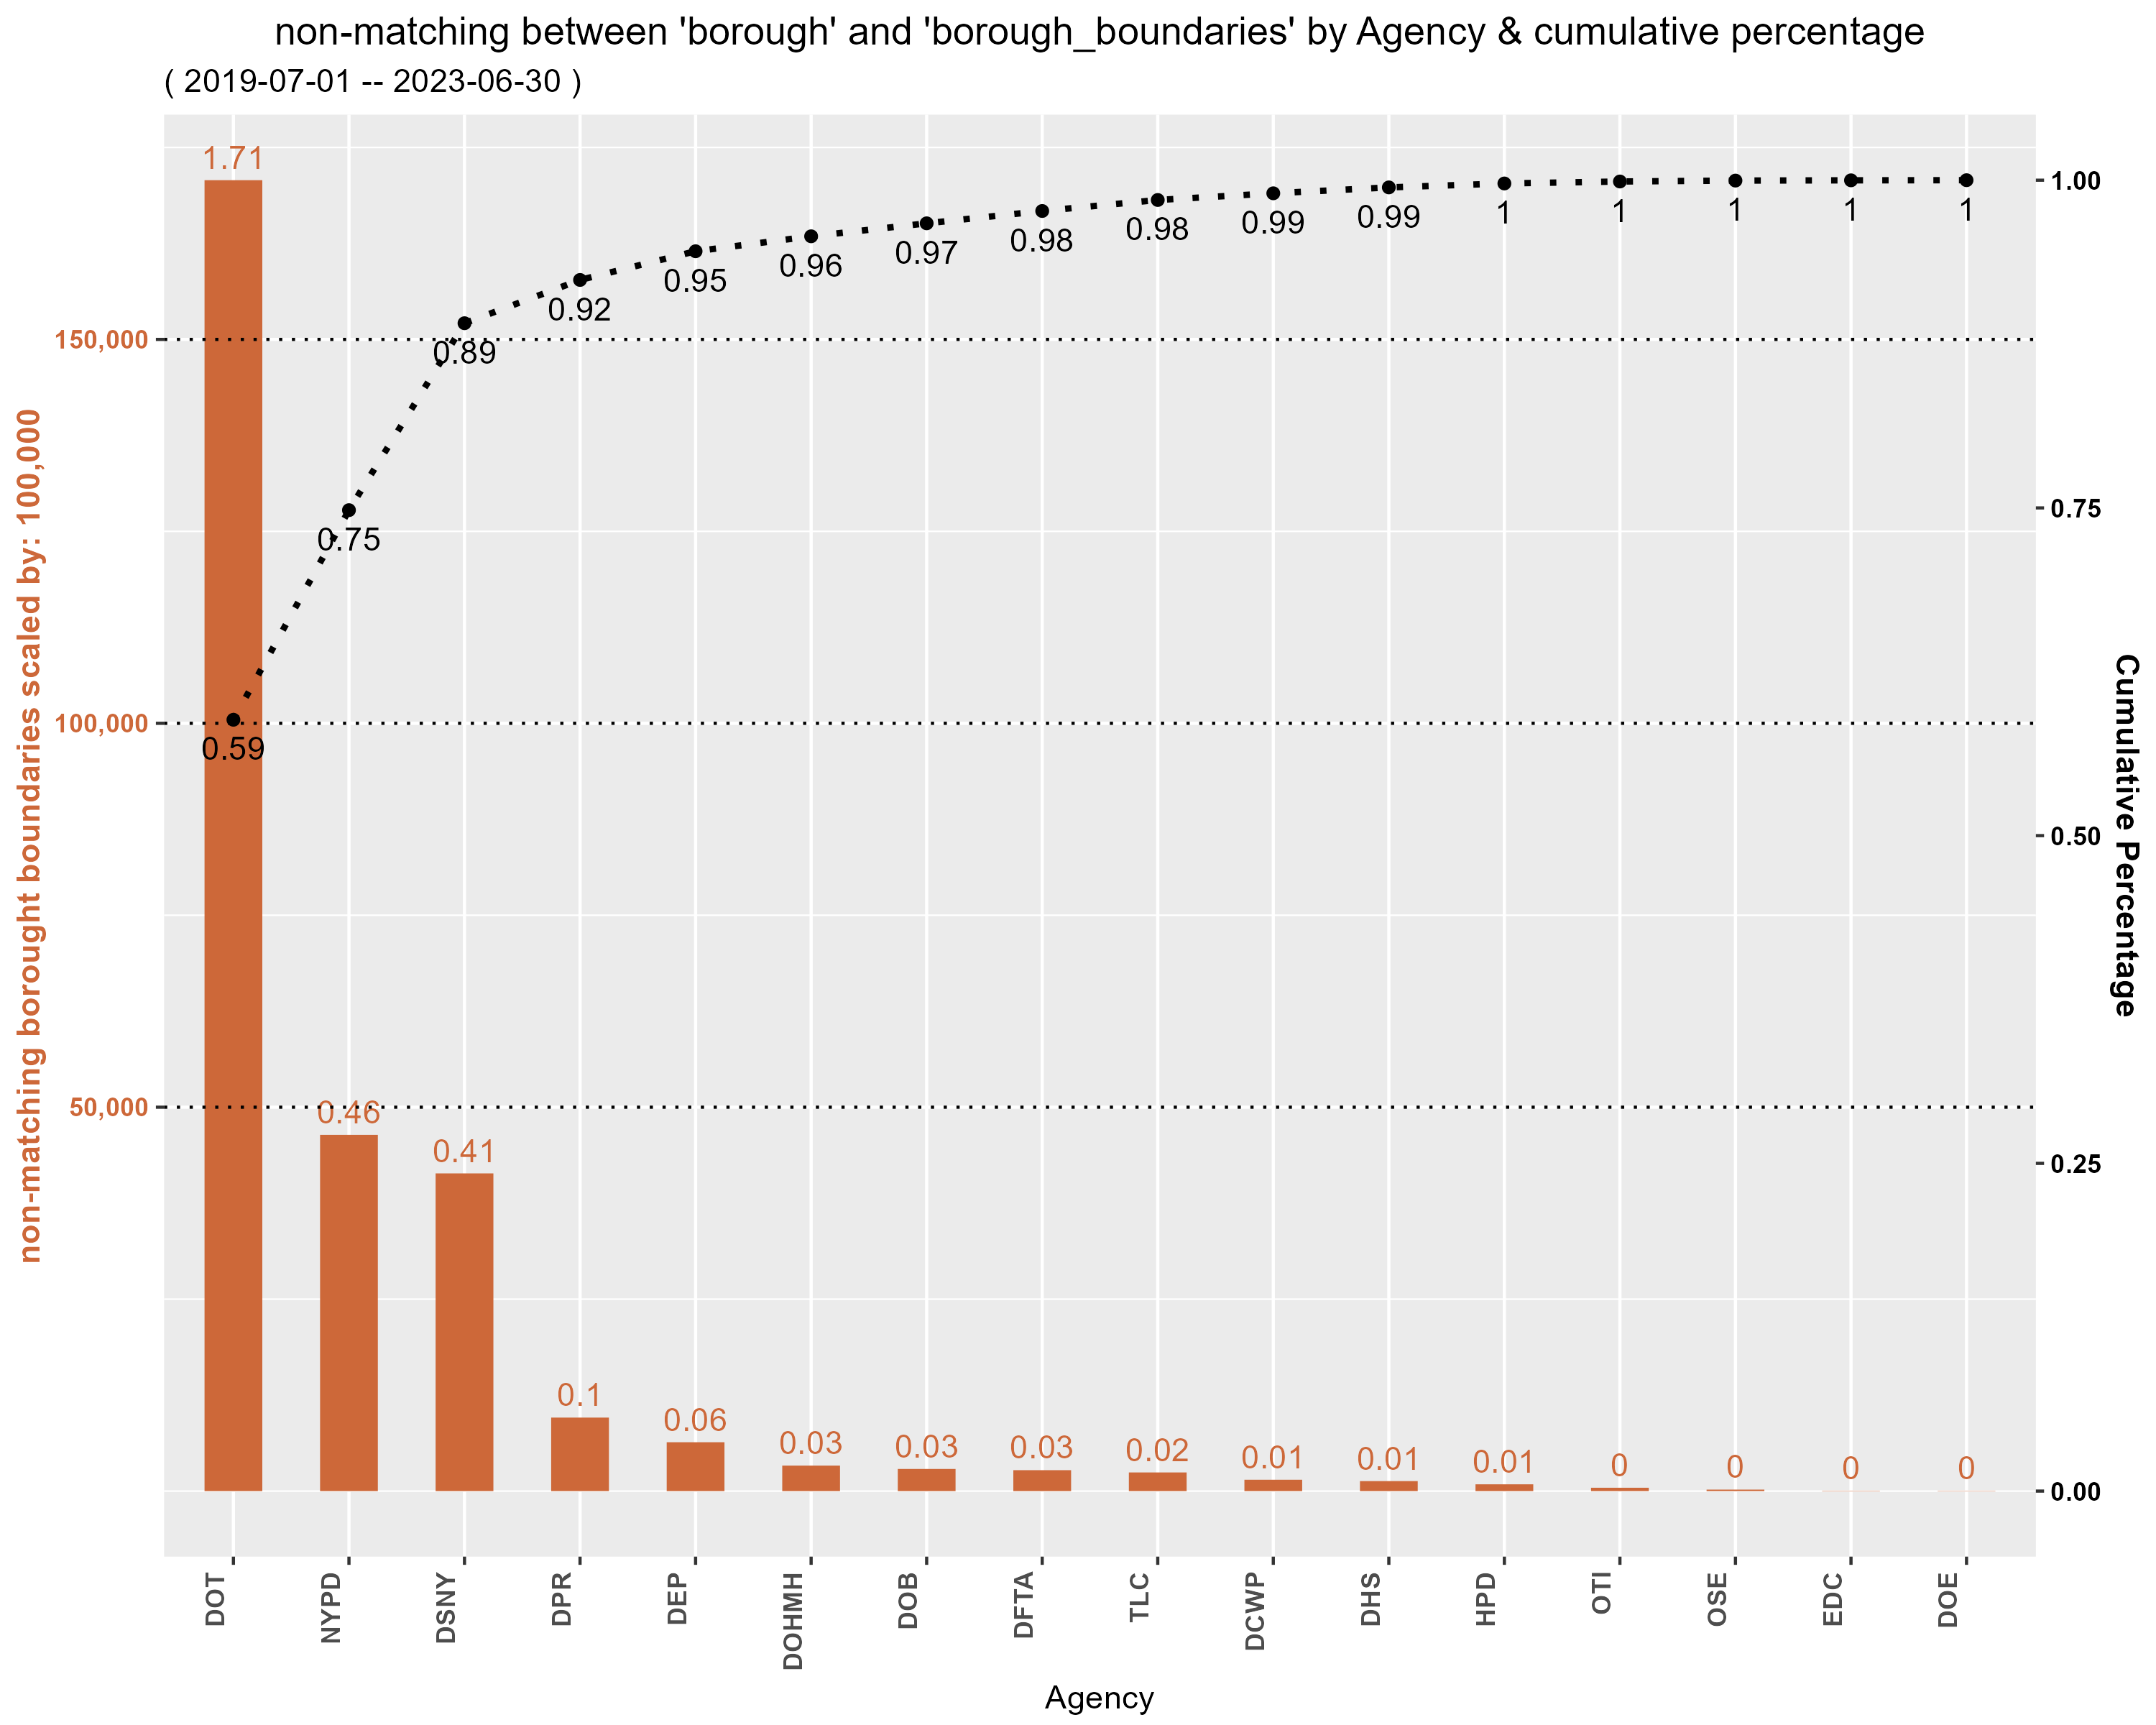 non-matching between 'borough' and 'borough_boundaries' by Agency & cumulative percentage
( 2019-07-01 -- 2023-06-30 )
non-matching borought boundaries scaled by: 100,000
150,000
100,000
50,000
1.71
0.46
0.41
0.1
0.06
0.03
0.03
0.03
0.02
0.01
0.01
0.01
0
0
0
0
0.59
0.75
0.89
0.92
0.95
0.96
0.97
0.98
0.98
0.99
0.99
1
1
1
1
1
1.00
0.75
0.50
0.25
0.00
Cumulative Percentage
DOT
NYPD
DSNY
DPR
DEP
DOHMH
DOB
DFTA
TLC
DCWP
DHS
HPD
OTI
OSE
EDC
DOE
Agency